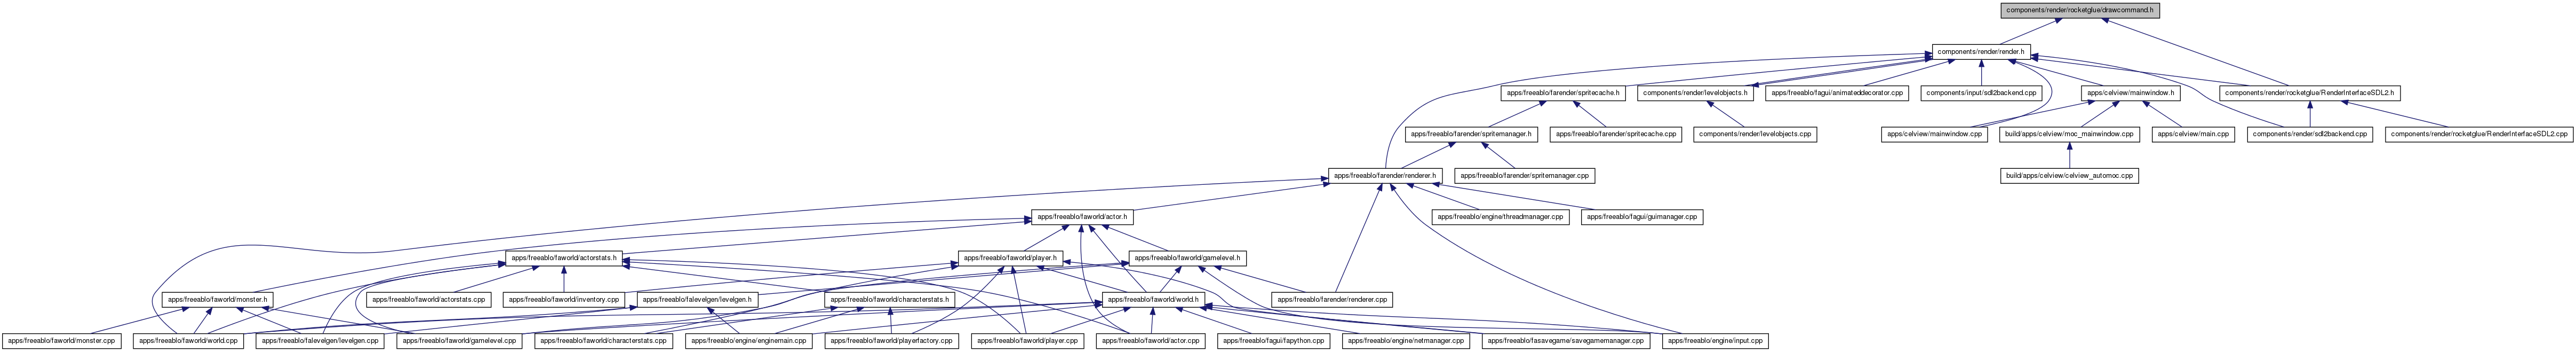 components/render/rocketglue/drawcommand.h
components/render/render.h
apps/freeablo/farender/spritecache.h
components/render/levelobjects.h
apps/freeablo/fagui/animateddecorator.cpp
components/input/sdl2backend.cpp
apps/celview/mainwindow.h
components/render/rocketglue/RenderInterfaceSDL2.h
apps/freeablo/farender/spritemanager.h
apps/freeablo/farender/spritecache.cpp
components/render/levelobjects.cpp
apps/celview/mainwindow.cpp
build/apps/celview/moc_mainwindow.cpp
apps/celview/main.cpp
components/render/sdl2backend.cpp
components/render/rocketglue/RenderInterfaceSDL2.cpp
apps/freeablo/farender/renderer.h
apps/freeablo/farender/spritemanager.cpp
build/apps/celview/celview_automoc.cpp
apps/freeablo/faworld/actor.h
apps/freeablo/engine/threadmanager.cpp
apps/freeablo/fagui/guimanager.cpp
apps/freeablo/faworld/actorstats.h
apps/freeablo/faworld/player.h
apps/freeablo/faworld/gamelevel.h
apps/freeablo/faworld/monster.h
apps/freeablo/faworld/actorstats.cpp
apps/freeablo/faworld/inventory.cpp
apps/freeablo/falevelgen/levelgen.h
apps/freeablo/faworld/characterstats.h
apps/freeablo/faworld/world.h
apps/freeablo/farender/renderer.cpp
apps/freeablo/faworld/monster.cpp
apps/freeablo/faworld/world.cpp
apps/freeablo/falevelgen/levelgen.cpp
apps/freeablo/faworld/gamelevel.cpp
apps/freeablo/faworld/characterstats.cpp
apps/freeablo/engine/enginemain.cpp
apps/freeablo/faworld/playerfactory.cpp
apps/freeablo/faworld/player.cpp
apps/freeablo/faworld/actor.cpp
apps/freeablo/fagui/fapython.cpp
apps/freeablo/engine/netmanager.cpp
apps/freeablo/fasavegame/savegamemanager.cpp
apps/freeablo/engine/input.cpp